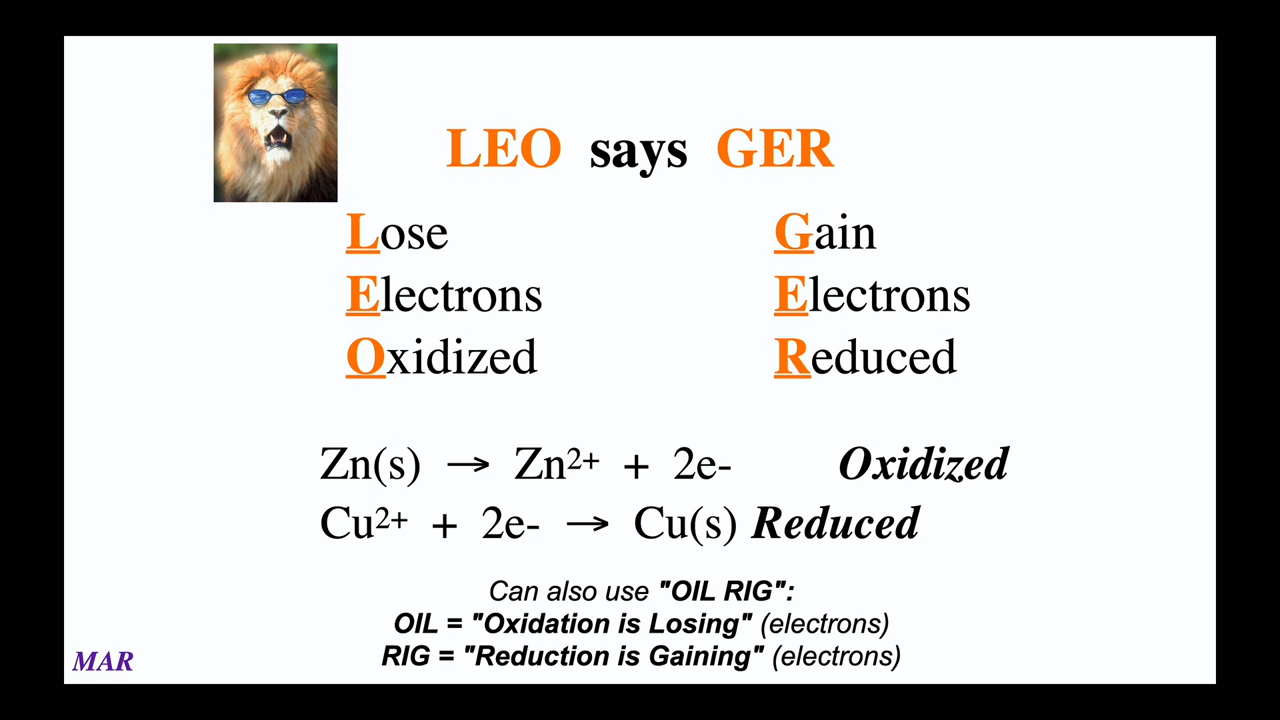 LEO says GER
Lose
Electrons
Oxidized
Gain
Electrons
Reduced
Zn(s) → Zn²⁺ + 2e- Oxidized
Cu²⁺ + 2e- → Cu(s) Reduced
Can also use "OIL RIG":
OIL = "Oxidation is Losing" (electrons)
RIG = "Reduction is Gaining" (electrons)
MAR